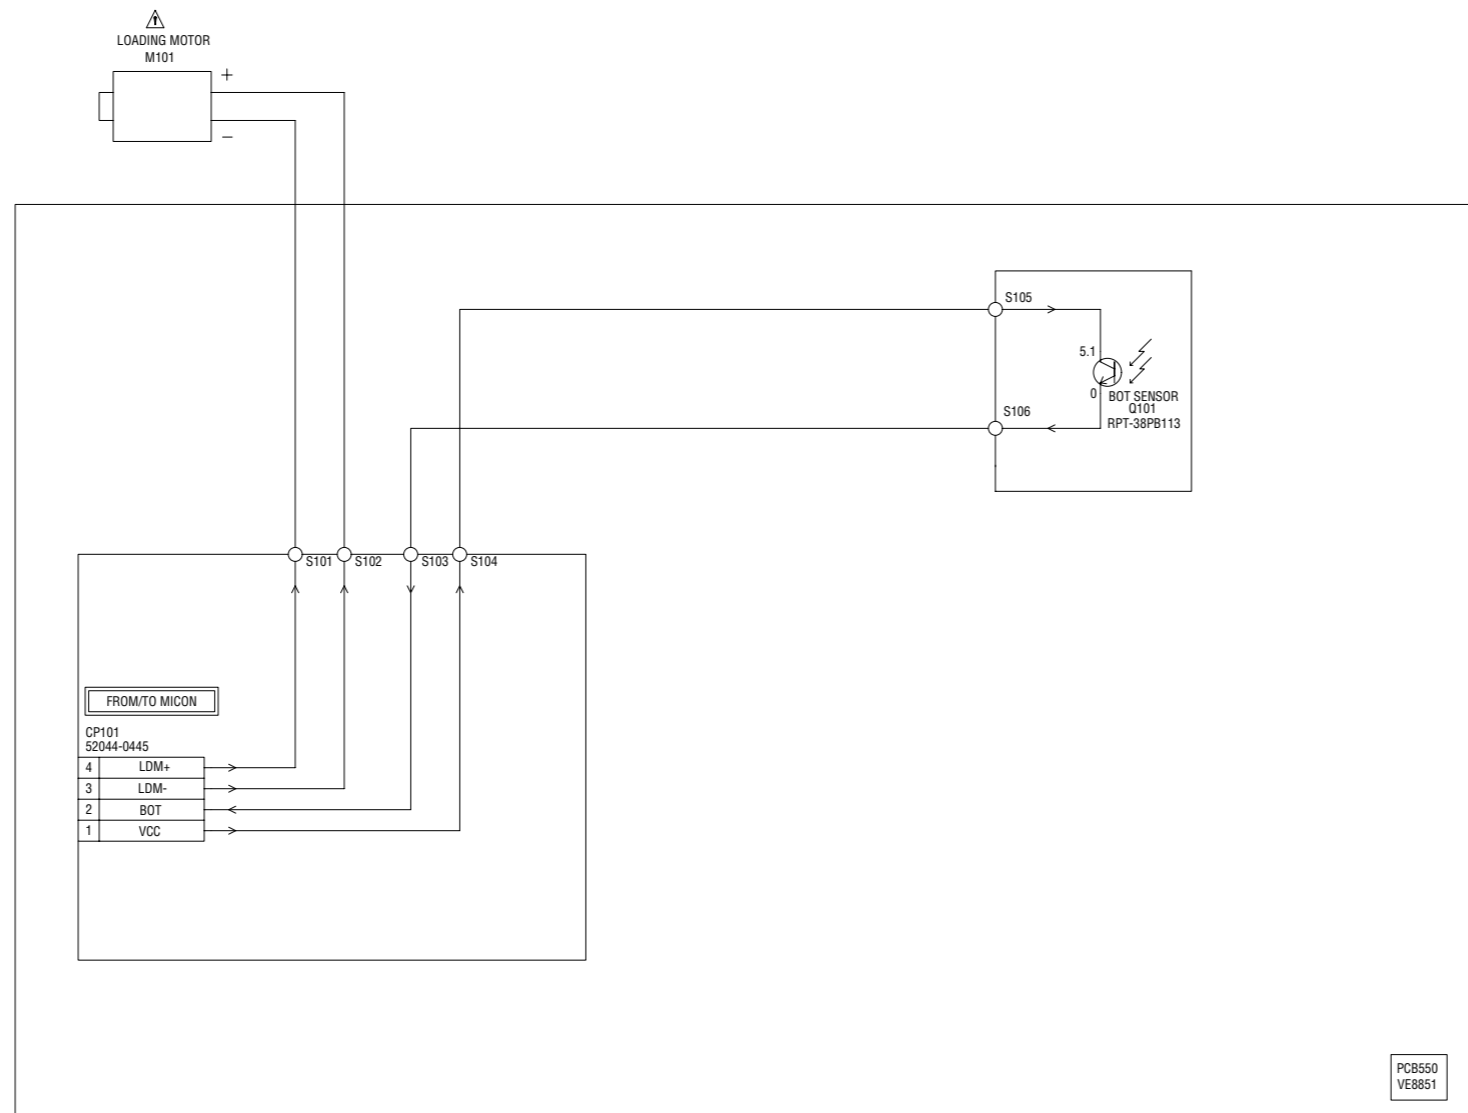 LOADING MOTOR
M101
+
−
S105
5.1
0
BOT SENSOR
Q101
RPT-38PB113
S106
S101
S102
S103
S104
FROM/TO MICON
CP101
52044-0445
4 LDM+
3 LDM-
2 BOT
1 VCC
PCB550
VE8851